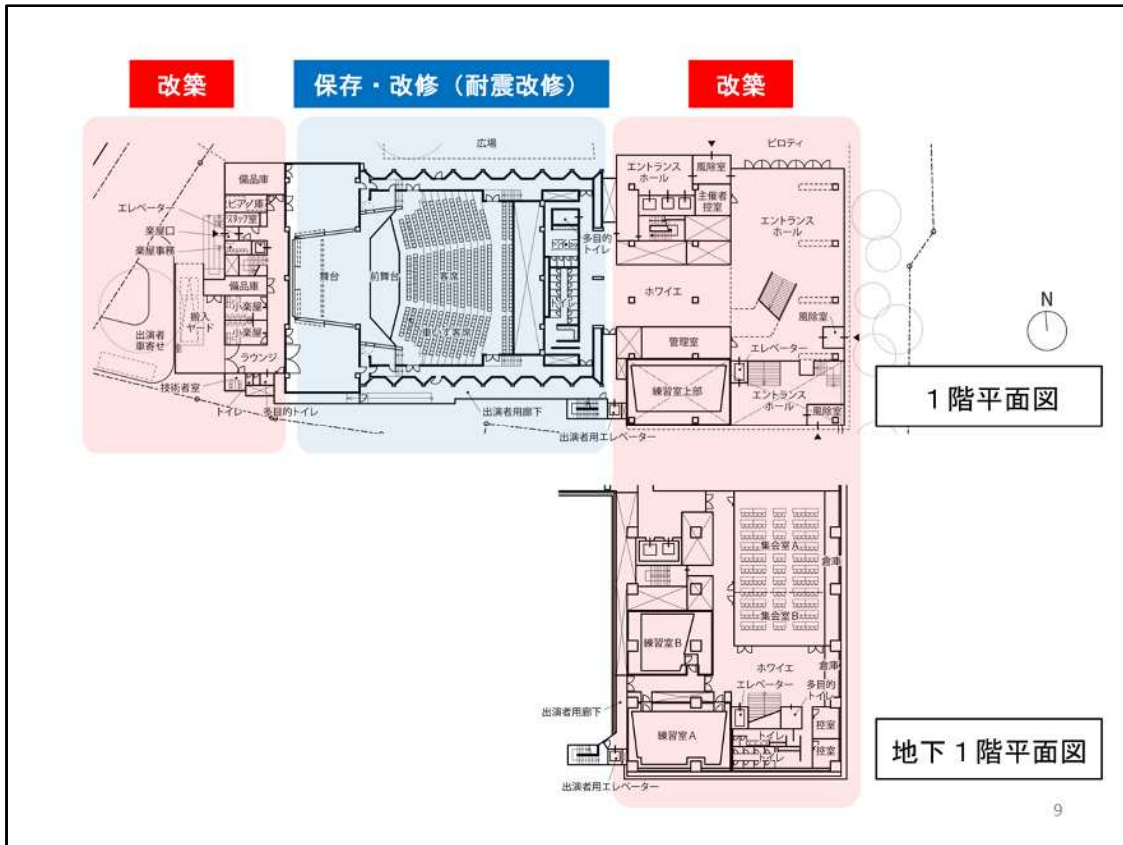 改築
保存・改修（耐震改修）
改築
広場
ピロティ
備品庫
エントランス
ホール
風除室
エレベーター
ピアノ庫
スタッフ室
主催者
控室
楽屋口
エントランス
ホール
楽屋事務
多目的
トイレ
舞台
前舞台
客席
備品庫
ホワイエ
トイレ
搬入
ヤード
小楽屋
N
出演者
車寄せ
小楽屋
車いす客席
風除室
管理室
ラウンジ
エレベーター
技術者室
練習室上部
エントランス
ホール
1階平面図
トイレ
多目的トイレ
出演者用廊下
風除室
出演者用エレベーター
集会室A
倉庫
集会室B
練習室B
ホワイエ
倉庫
エレベーター
多目的
トイレ
出演者用廊下
控室
練習室A
トイレ
地下1階平面図
トイレ
控室
出演者用エレベーター
9